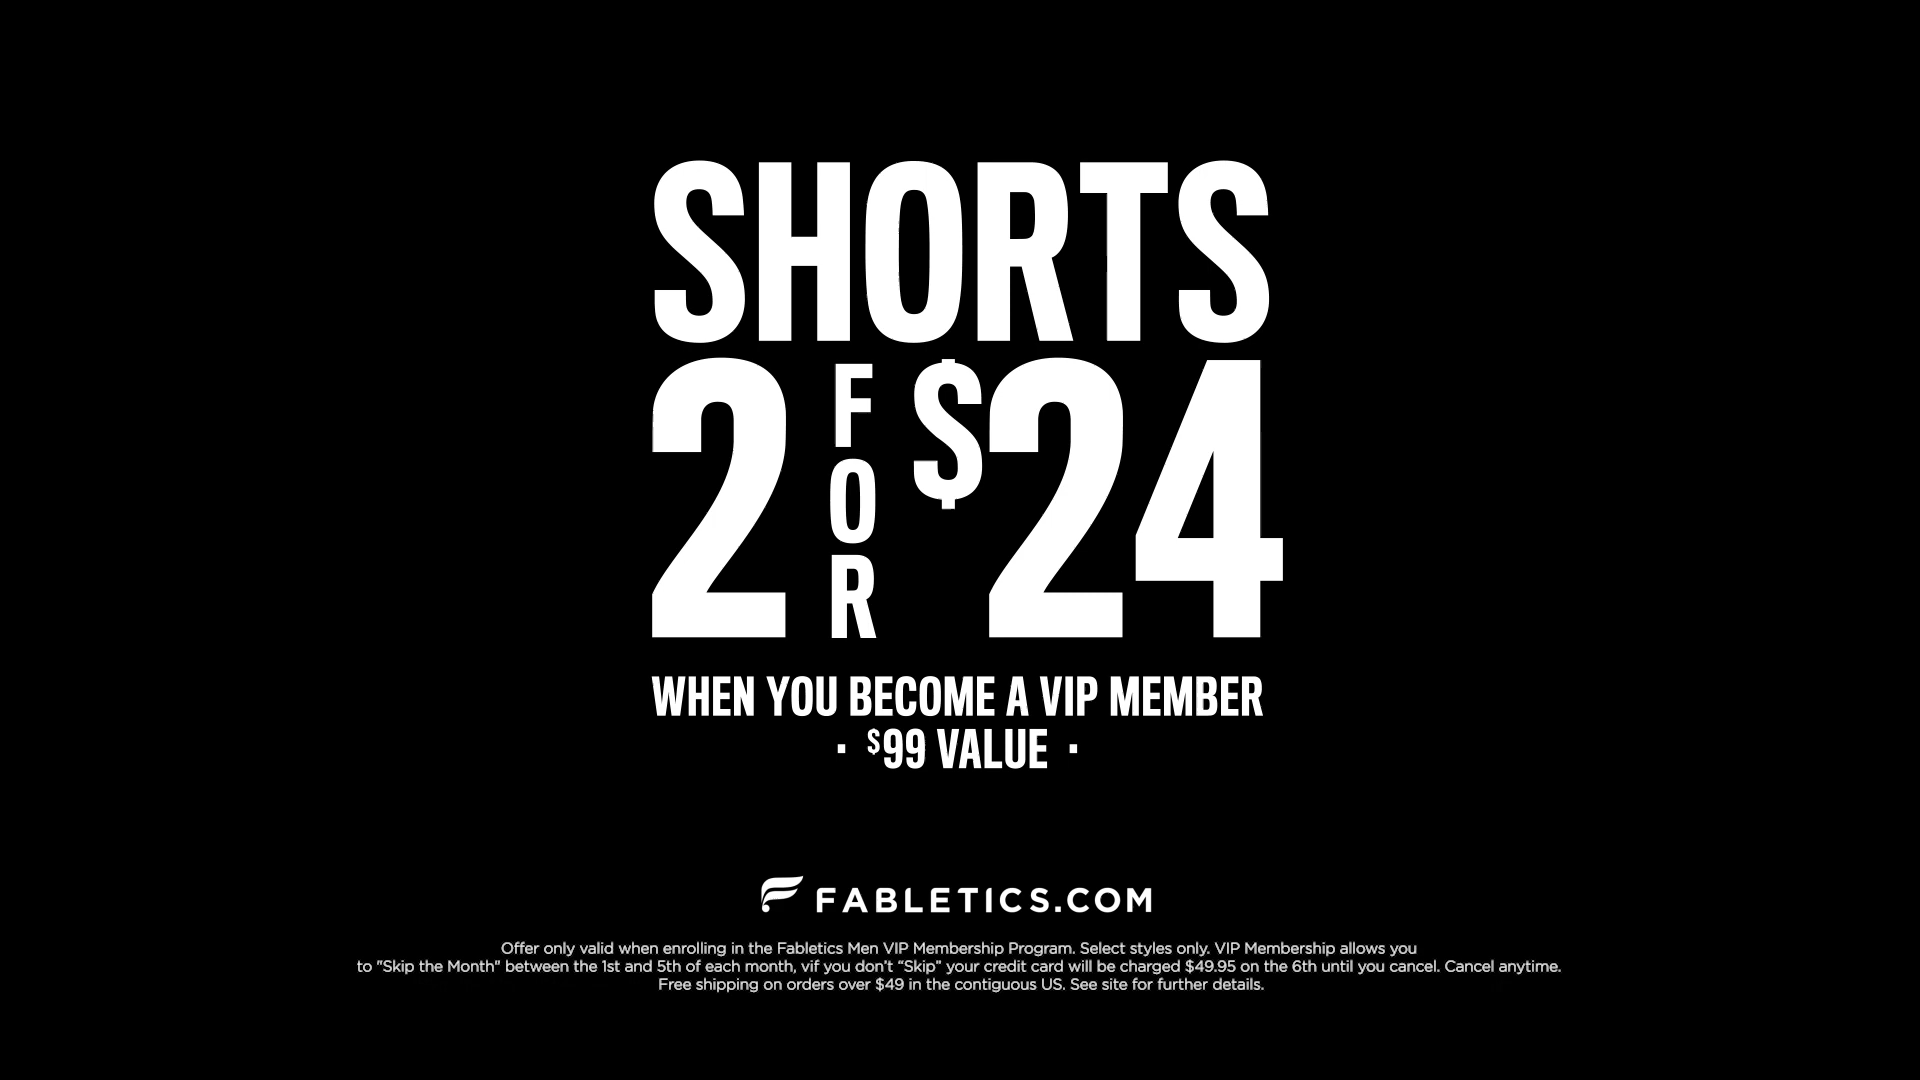 SHORTS
2 FOR $24
WHEN YOU BECOME A VIP MEMBER
· $99 VALUE ·
FABLETICS.COM
Offer only valid when enrolling in the Fabletics Men VIP Membership Program. Select styles only. VIP Membership allows you
to "Skip the Month" between the 1st and 5th of each month, vif you don't “Skip” your credit card will be charged $49.95 on the 6th until you cancel. Cancel anytime.
Free shipping on orders over $49 in the contiguous US. See site for further details.